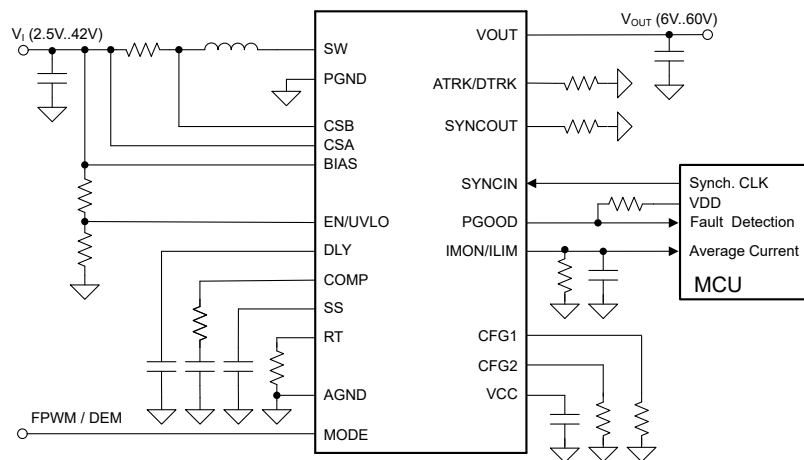 V_I (2.5V..42V)
SW
PGND
CSB
CSA
BIAS
EN/UVLO
DLY
COMP
SS
RT
AGND
FPWM / DEM
MODE
VOUT
V_OUT (6V..60V)
ATRK/DTRK
SYNCOUT
SYNCIN
PGOOD
IMON/ILIM
CFG1
CFG2
VCC
Synch. CLK
VDD
Fault Detection
Average Current
MCU